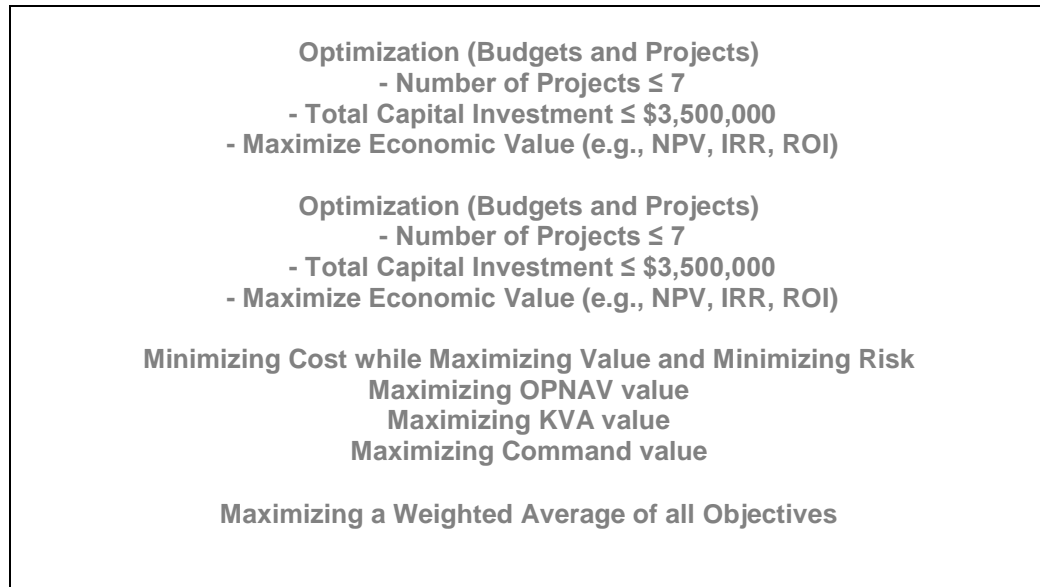 Optimization (Budgets and Projects)
- Number of Projects ≤ 7
- Total Capital Investment ≤ $3,500,000
- Maximize Economic Value (e.g., NPV, IRR, ROI)
Optimization (Budgets and Projects)
- Number of Projects ≤ 7
- Total Capital Investment ≤ $3,500,000
- Maximize Economic Value (e.g., NPV, IRR, ROI)
Minimizing Cost while Maximizing Value and Minimizing Risk
Maximizing OPNAV value
Maximizing KVA value
Maximizing Command value
Maximizing a Weighted Average of all Objectives